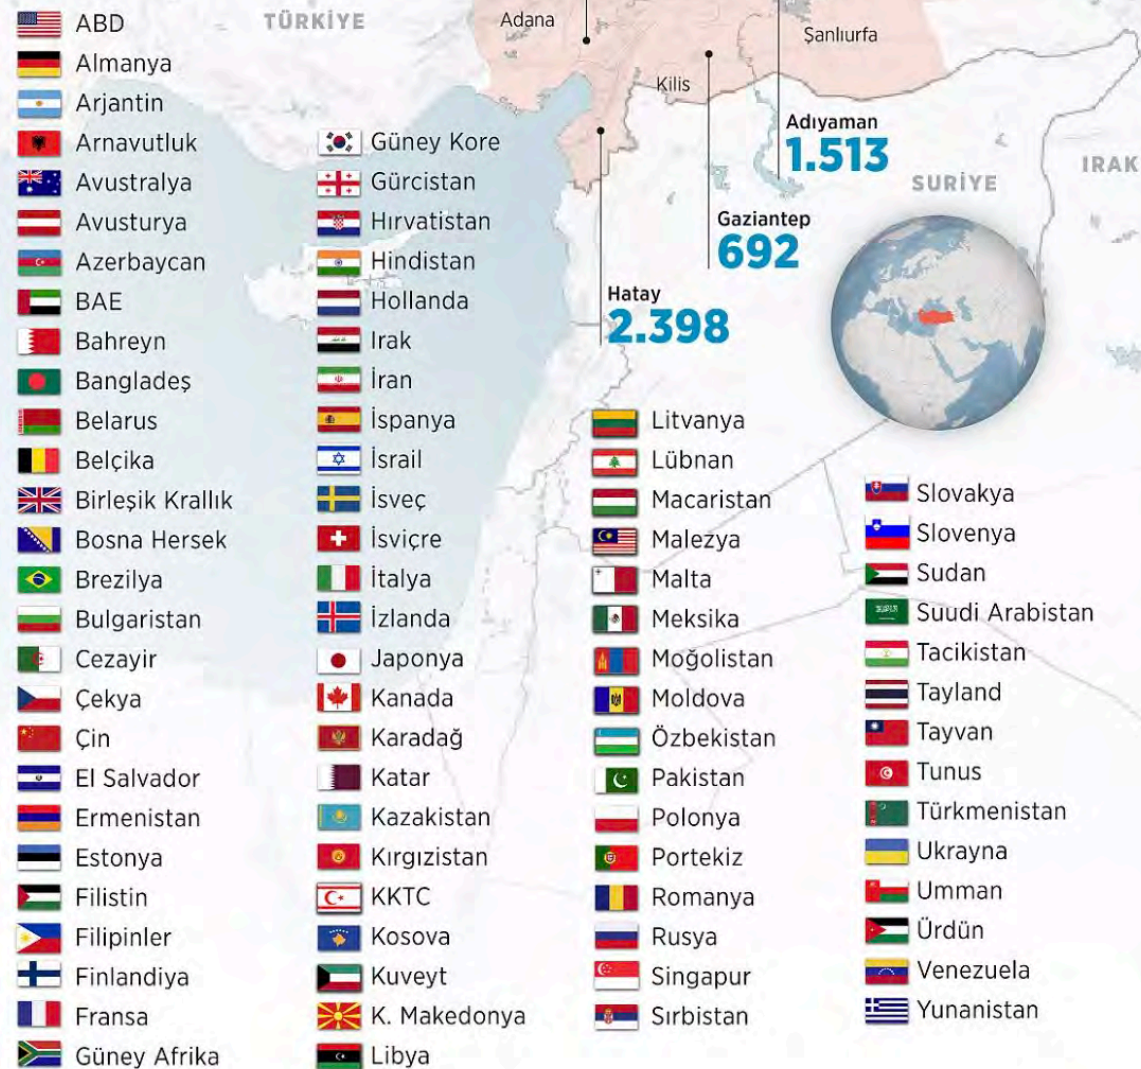 TÜRKİYE
Adana
Şanlıurfa
Kilis
Adıyaman
1.513
SURİYE
IRAK
Gaziantep
692
Hatay
2.398
ABD
Almanya
Arjantin
Arnavutluk
Avustralya
Avusturya
Azerbaycan
BAE
Bahreyn
Bangladeş
Belarus
Belçika
Birleşik Krallık
Bosna Hersek
Brezilya
Bulgaristan
Cezayir
Çekya
Çin
El Salvador
Ermenistan
Estonya
Filistin
Filipinler
Finlandiya
Fransa
Güney Afrika
Güney Kore
Gürcistan
Hırvatistan
Hindistan
Hollanda
Irak
İran
İspanya
İsrail
İsveç
İsviçre
İtalya
İzlanda
Japonya
Kanada
Karadağ
Katar
Kazakistan
Kırgızistan
KKTC
Kosova
Kuveyt
K. Makedonya
Libya
Litvanya
Lübnan
Macaristan
Malezya
Malta
Meksika
Moğolistan
Moldova
Özbekistan
Pakistan
Polonya
Portekiz
Romanya
Rusya
Singapur
Sırbistan
Slovakya
Slovenya
Sudan
Suudi Arabistan
Tacikistan
Tayland
Tayvan
Tunus
Türkmenistan
Ukrayna
Umman
Ürdün
Venezuela
Yunanistan